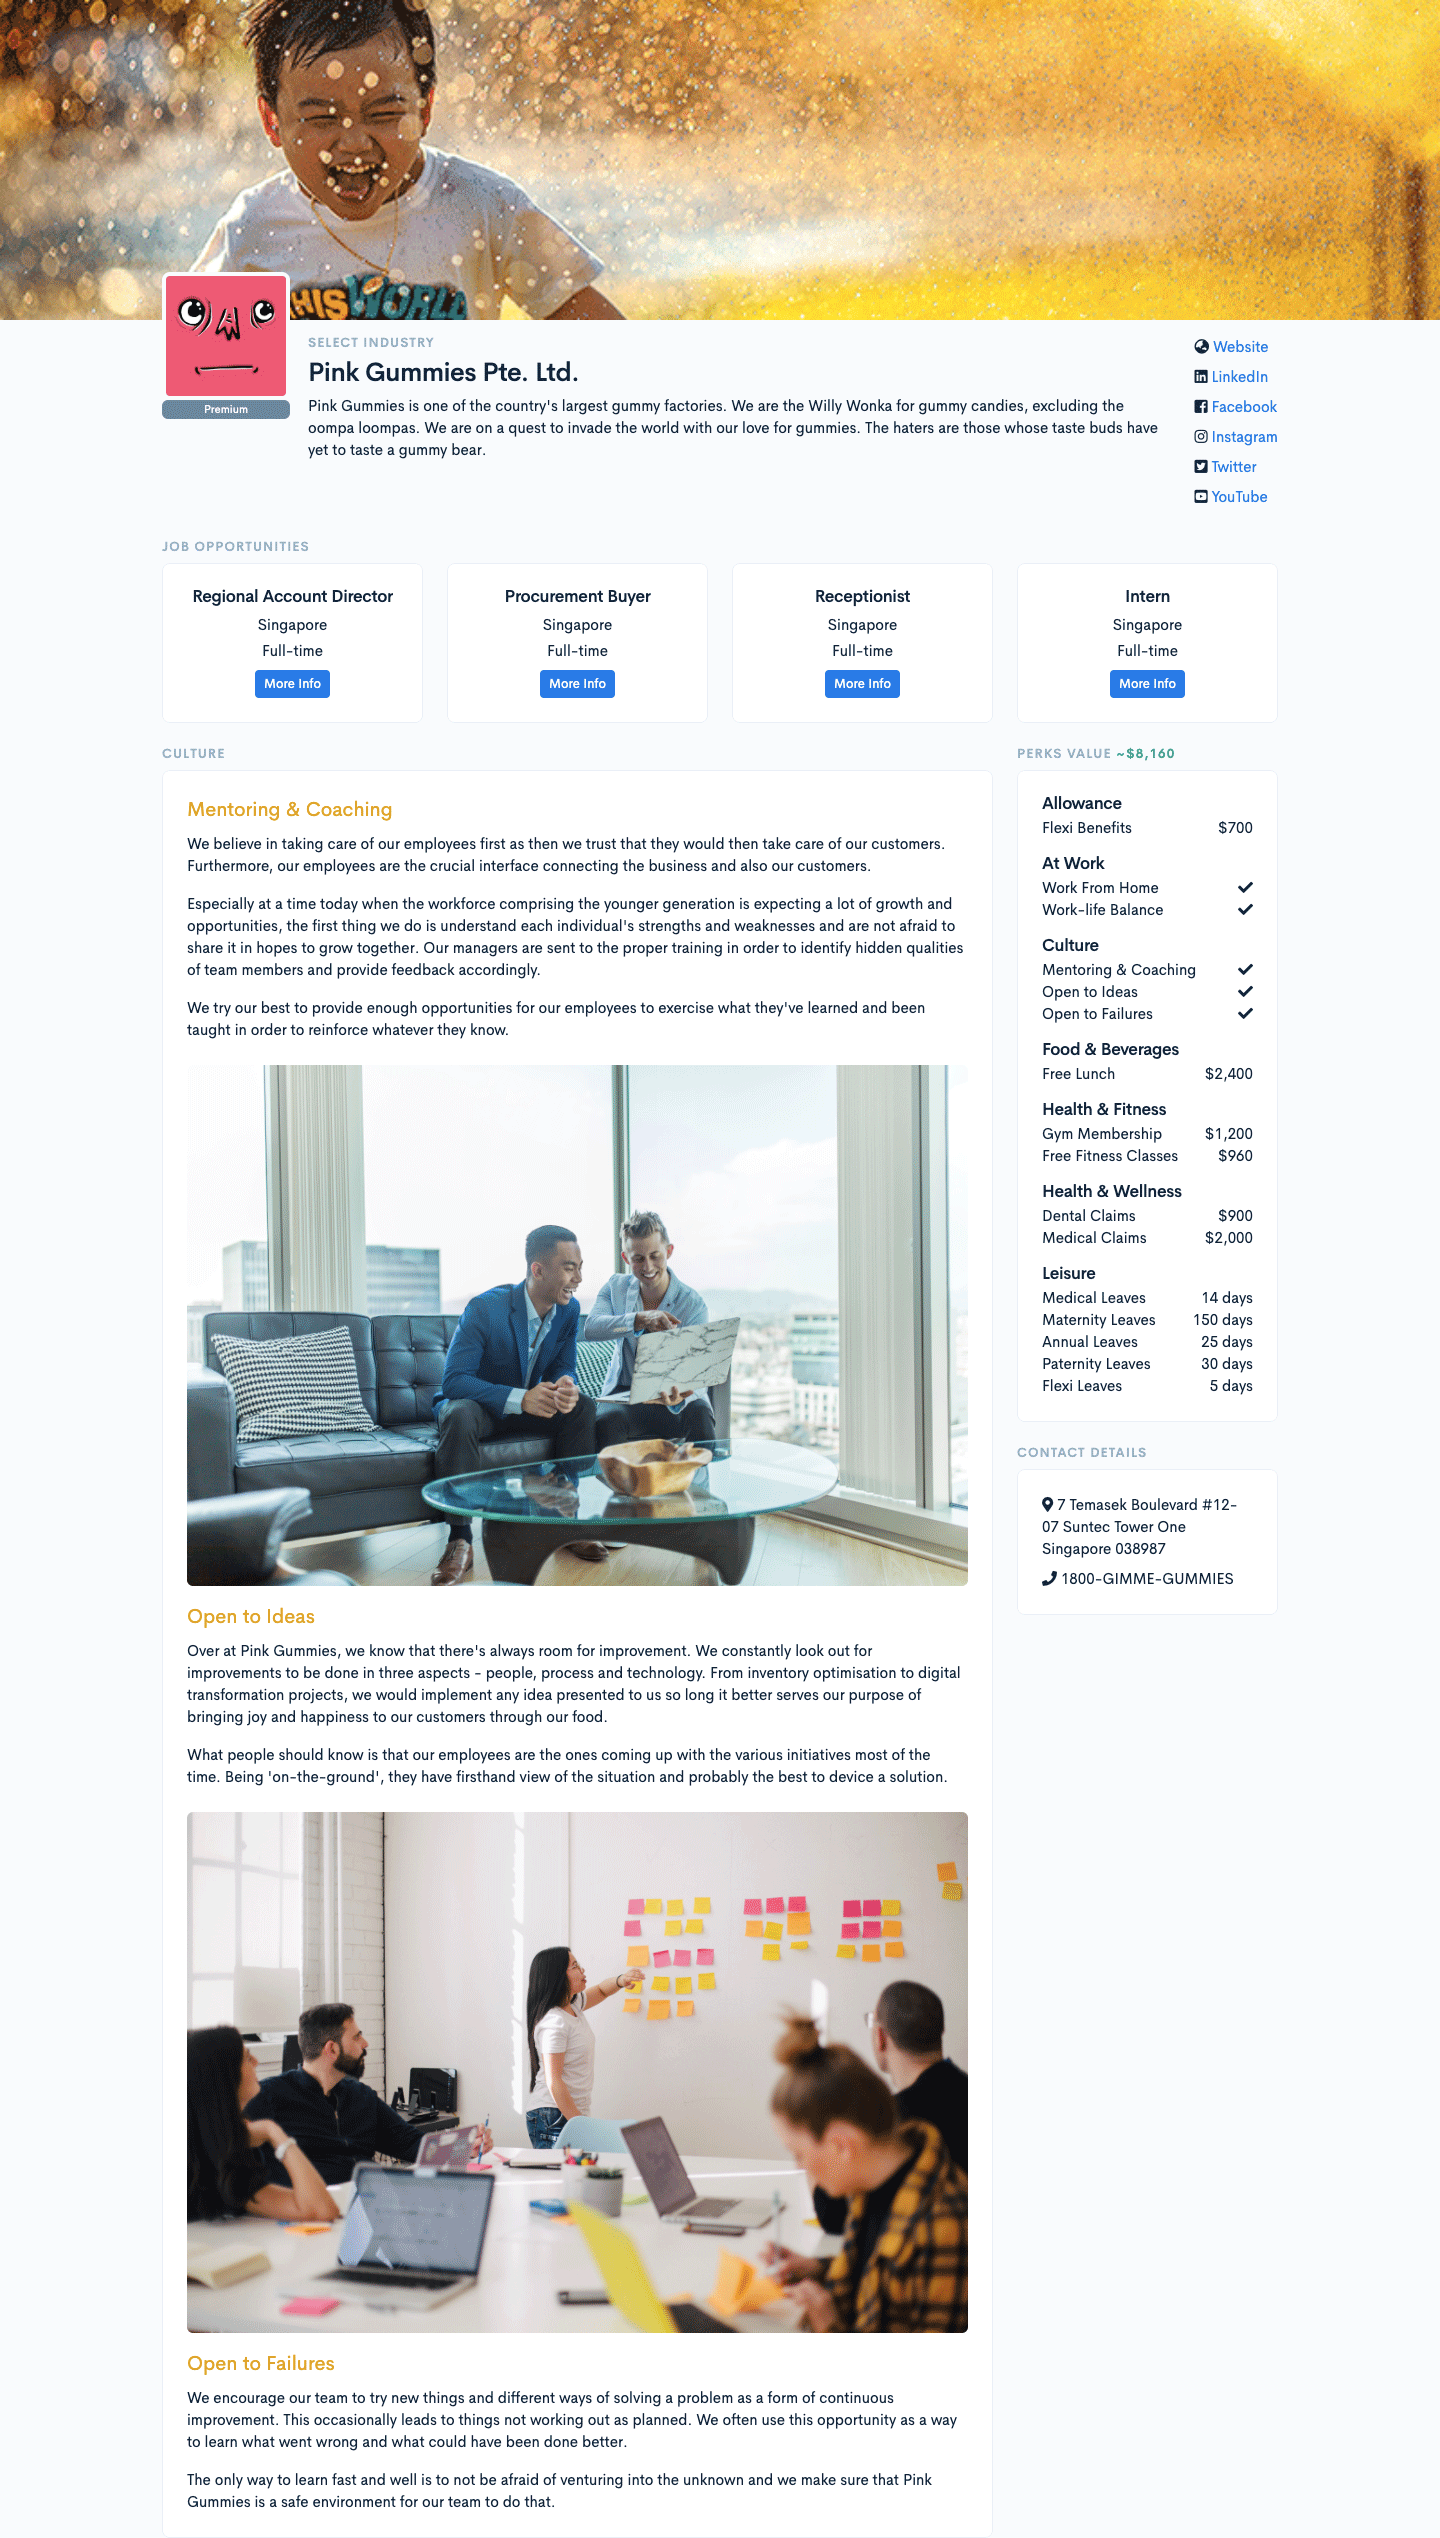 HISWORLD
SELECT INDUSTRY
Pink Gummies Pte. Ltd.
Premium
Pink Gummies is one of the country's largest gummy factories. We are the Willy Wonka for gummy candies, excluding the
oompa loompas. We are on a quest to invade the world with our love for gummies. The haters are those whose taste buds have
yet to taste a gummy bear.
Website
LinkedIn
Facebook
Instagram
Twitter
YouTube
JOB OPPORTUNITIES
Regional Account Director
Singapore
Full-time
More Info
Procurement Buyer
Singapore
Full-time
More Info
Receptionist
Singapore
Full-time
More Info
Intern
Singapore
Full-time
More Info
CULTURE
Mentoring & Coaching
We believe in taking care of our employees first as then we trust that they would then take care of our customers.
Furthermore, our employees are the crucial interface connecting the business and also our customers.
Especially at a time today when the workforce comprising the younger generation is expecting a lot of growth and
opportunities, the first thing we do is understand each individual's strengths and weaknesses and are not afraid to
share it in hopes to grow together. Our managers are sent to the proper training in order to identify hidden qualities
of team members and provide feedback accordingly.
We try our best to provide enough opportunities for our employees to exercise what they've learned and been
taught in order to reinforce whatever they know.
Open to Ideas
Over at Pink Gummies, we know that there's always room for improvement. We constantly look out for
improvements to be done in three aspects - people, process and technology. From inventory optimisation to digital
transformation projects, we would implement any idea presented to us so long it better serves our purpose of
bringing joy and happiness to our customers through our food.
What people should know is that our employees are the ones coming up with the various initiatives most of the
time. Being 'on-the-ground', they have firsthand view of the situation and probably the best to device a solution.
Open to Failures
We encourage our team to try new things and different ways of solving a problem as a form of continuous
improvement. This occasionally leads to things not working out as planned. We often use this opportunity as a way
to learn what went wrong and what could have been done better.
The only way to learn fast and well is to not be afraid of venturing into the unknown and we make sure that Pink
Gummies is a safe environment for our team to do that.
PERKS VALUE ~$8,160
Allowance
Flexi Benefits $700
At Work
Work From Home
Work-life Balance
Culture
Mentoring & Coaching
Open to Ideas
Open to Failures
Food & Beverages
Free Lunch $2,400
Health & Fitness
Gym Membership $1,200
Free Fitness Classes $960
Health & Wellness
Dental Claims $900
Medical Claims $2,000
Leisure
Medical Leaves 14 days
Maternity Leaves 150 days
Annual Leaves 25 days
Paternity Leaves 30 days
Flexi Leaves 5 days
CONTACT DETAILS
7 Temasek Boulevard #12-
07 Suntec Tower One
Singapore 038987
1800-GIMME-GUMMIES